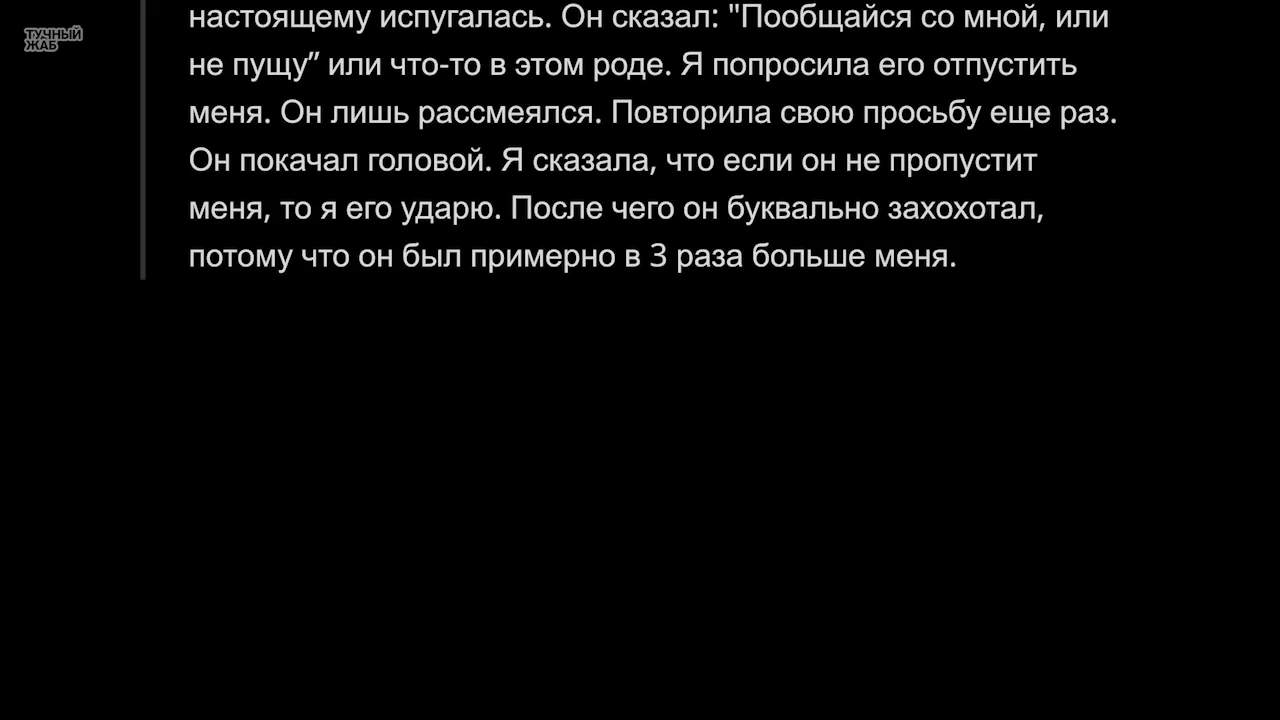 ТУЧНЫЙ
ЖАБ
настоящему испугалась. Он сказал: "Пообщайся со мной, или
не пущу” или что-то в этом роде. Я попросила его отпустить
меня. Он лишь рассмеялся. Повторила свою просьбу еще раз.
Он покачал головой. Я сказала, что если он не пропустит
меня, то я его ударю. После чего он буквально захохотал,
потому что он был примерно в 3 раза больше меня.